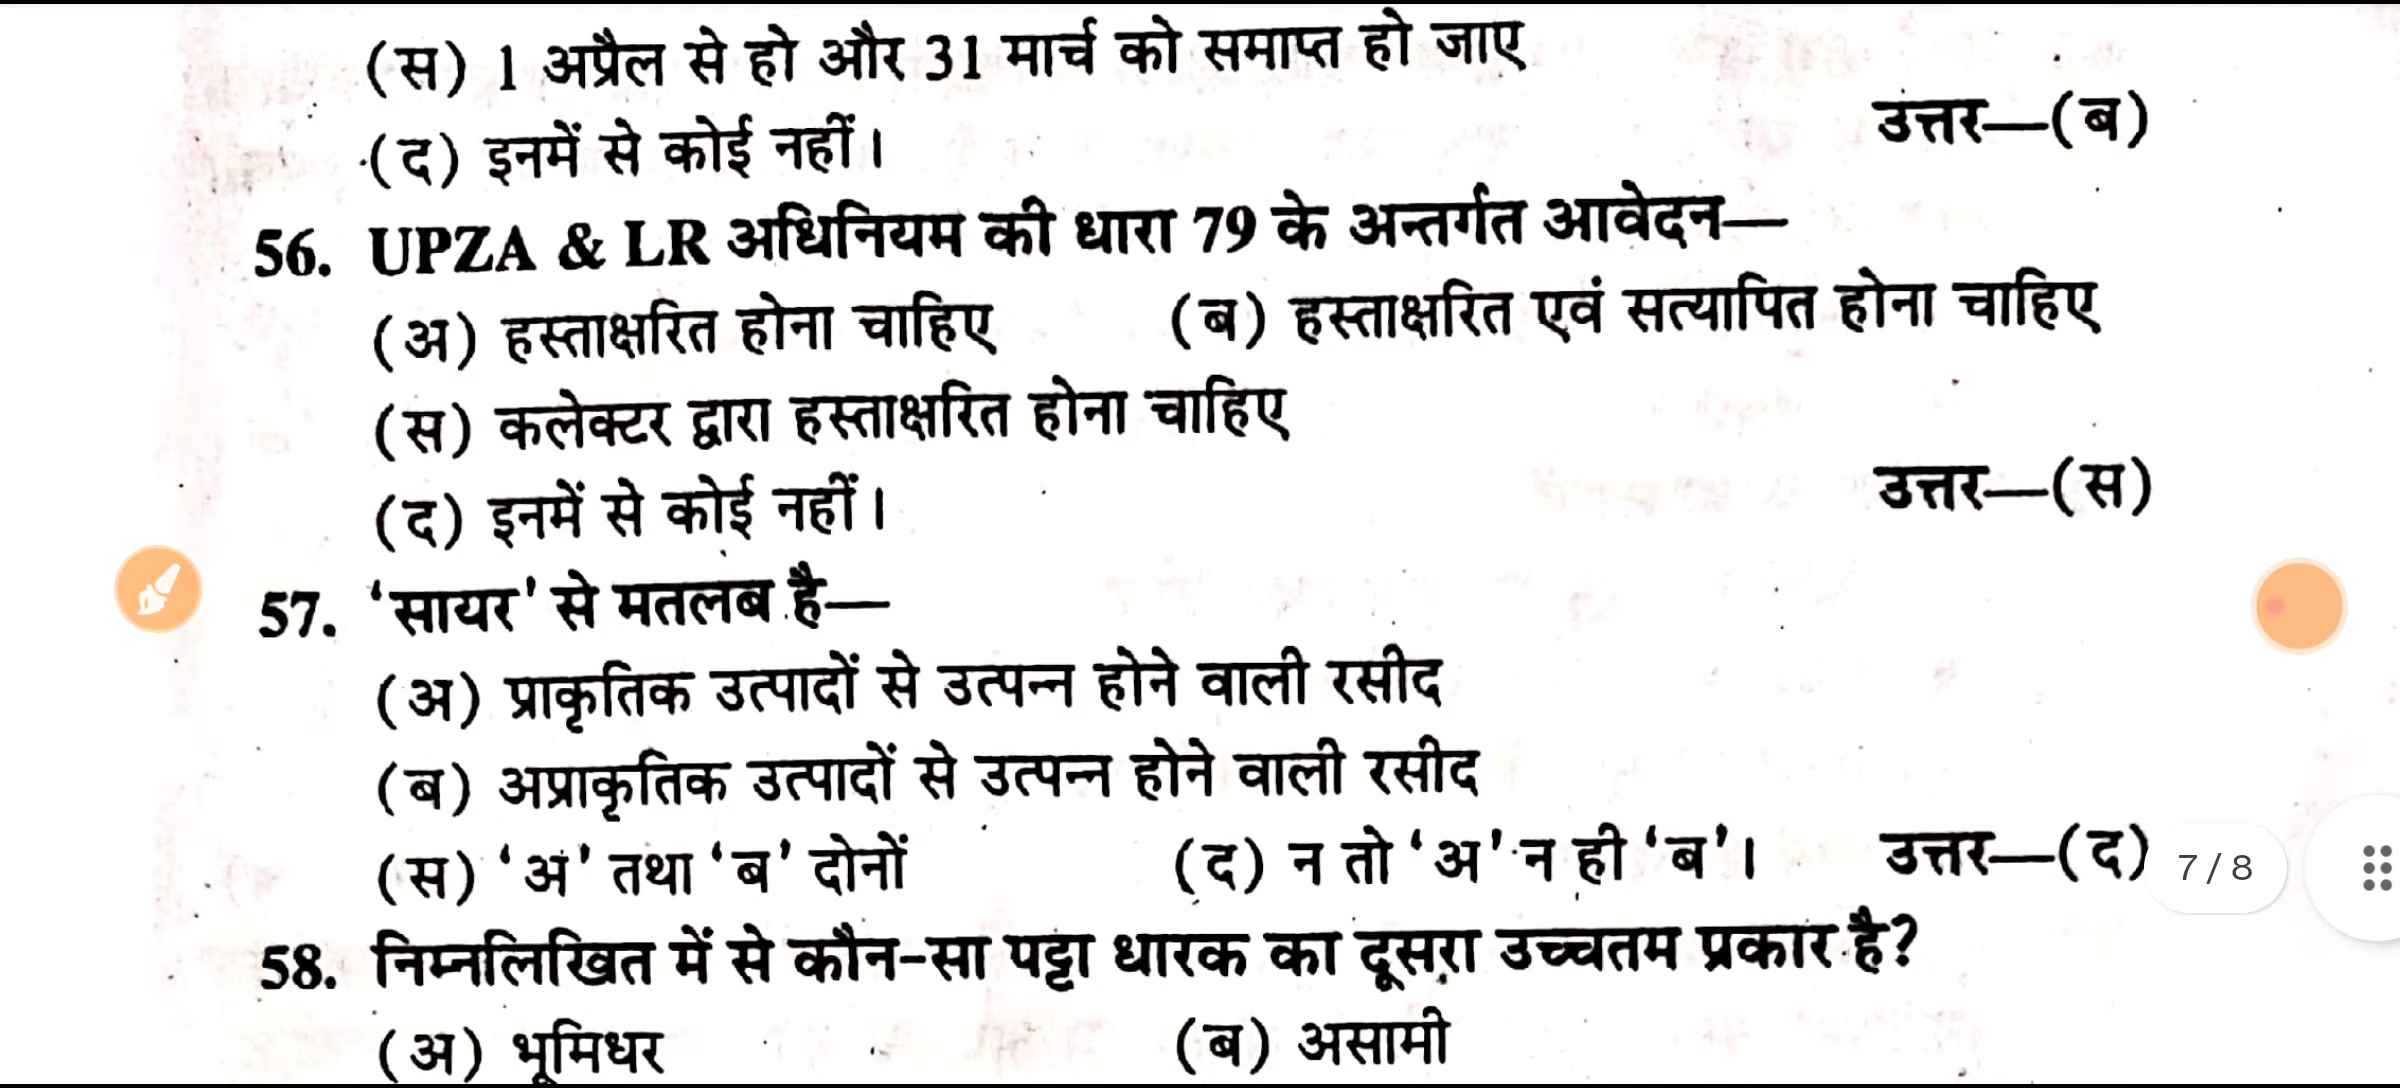 (स) 1 अप्रैल से हो और 31 मार्च को समाप्त हो जाए
(द) इनमें से कोई नहीं। उत्तर—(ब)
56. UPZA & LR अधिनियम की धारा 79 के अन्तर्गत आवेदन—
(अ) हस्ताक्षरित होना चाहिए (ब) हस्ताक्षरित एवं सत्यापित होना चाहिए
(स) कलेक्टर द्वारा हस्ताक्षरित होना चाहिए
(द) इनमें से कोई नहीं। उत्तर—(स)
57. ‘सायर’ से मतलब है—
(अ) प्राकृतिक उत्पादों से उत्पन्न होने वाली रसीद
(ब) अप्राकृतिक उत्पादों से उत्पन्न होने वाली रसीद
(स) ‘अ’ तथा ‘ब’ दोनों (द) न तो ‘अ’ न ही ‘ब’। उत्तर—(द) 7/8
58. निम्नलिखित में से कौन-सा पट्टा धारक का दूसरा उच्चतम प्रकार है?
(अ) भूमिधर (ब) असामी